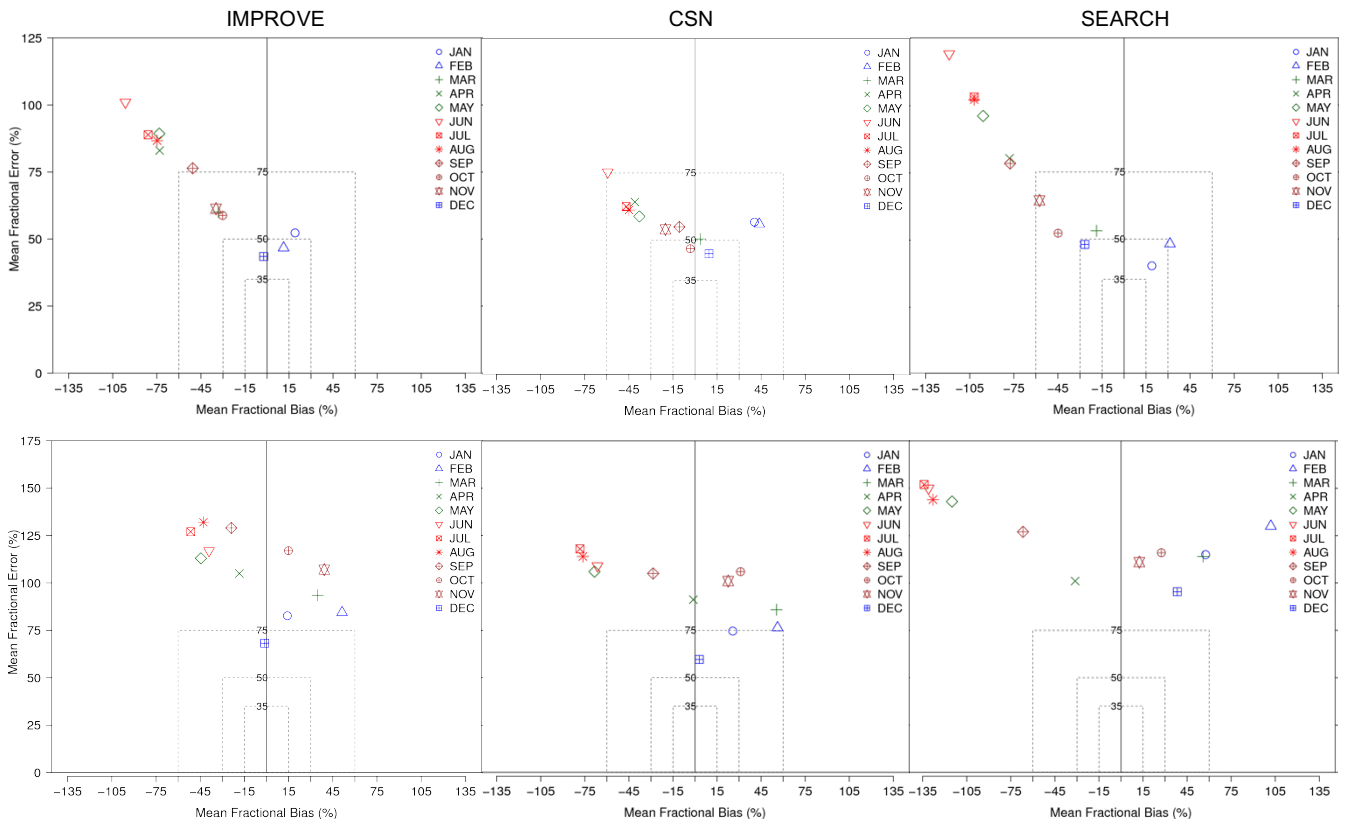 IMPROVE CSN SEARCH
125
100
75
50
25
0
Mean Fractional Error (%)
75
50
35
JAN
FEB
MAR
APR
MAY
JUN
JUL
AUG
SEP
OCT
NOV
DEC
−135 −105 −75 −45 −15 15 45 75 105 135
Mean Fractional Bias (%)
75
50
35
JAN
FEB
MAR
APR
MAY
JUN
JUL
AUG
SEP
OCT
NOV
DEC
−135 −105 −75 −45 −15 15 45 75 105 135
Mean Fractional Bias (%)
75
50
35
JAN
FEB
MAR
APR
MAY
JUN
JUL
AUG
SEP
OCT
NOV
DEC
−135 −105 −75 −45 −15 15 45 75 105 135
Mean Fractional Bias (%)
175
150
125
100
75
50
25
0
Mean Fractional Error (%)
75
50
35
JAN
FEB
MAR
APR
MAY
JUN
JUL
AUG
SEP
OCT
NOV
DEC
−135 −105 −75 −45 −15 15 45 75 105 135
Mean Fractional Bias (%)
75
50
35
JAN
FEB
MAR
APR
MAY
JUN
JUL
AUG
SEP
OCT
NOV
DEC
−135 −105 −75 −45 −15 15 45 75 105 135
Mean Fractional Bias (%)
75
50
35
JAN
FEB
MAR
APR
MAY
JUN
JUL
AUG
SEP
OCT
NOV
DEC
−135 −105 −75 −45 −15 15 45 75 105 135
Mean Fractional Bias (%)